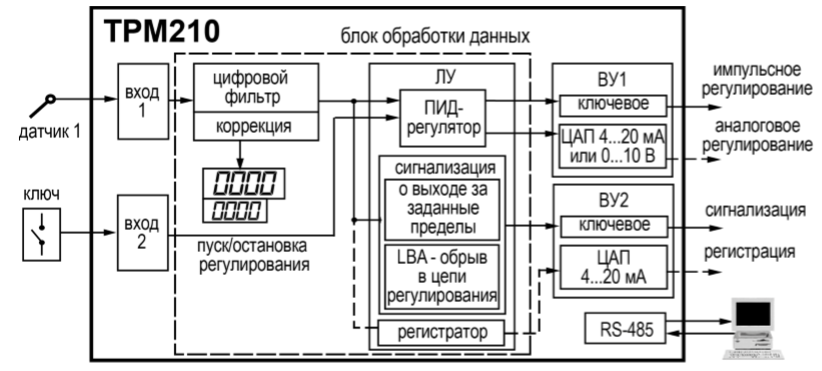 ТРМ210
блок обработки данных
датчик 1
вход
1
цифровой
фильтр
коррекция
0000
0000
ключ
вход
2
пуск/остановка
регулирования
ЛУ
ПИД-
регулятор
сигнализация
о выходе за
заданные
пределы
LBA - обрыв
в цепи
регулирования
регистратор
ВУ1
ключевое
ЦАП 4...20 мА
или 0...10 В
ВУ2
ключевое
ЦАП
4...20 мА
RS-485
импульсное
регулирование
аналоговое
регулирование
сигнализация
регистрация